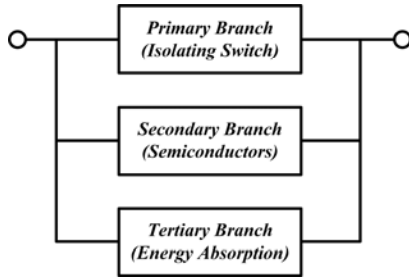 Primary Branch
(Isolating Switch)
Secondary Branch
(Semiconductors)
Tertiary Branch
(Energy Absorption)